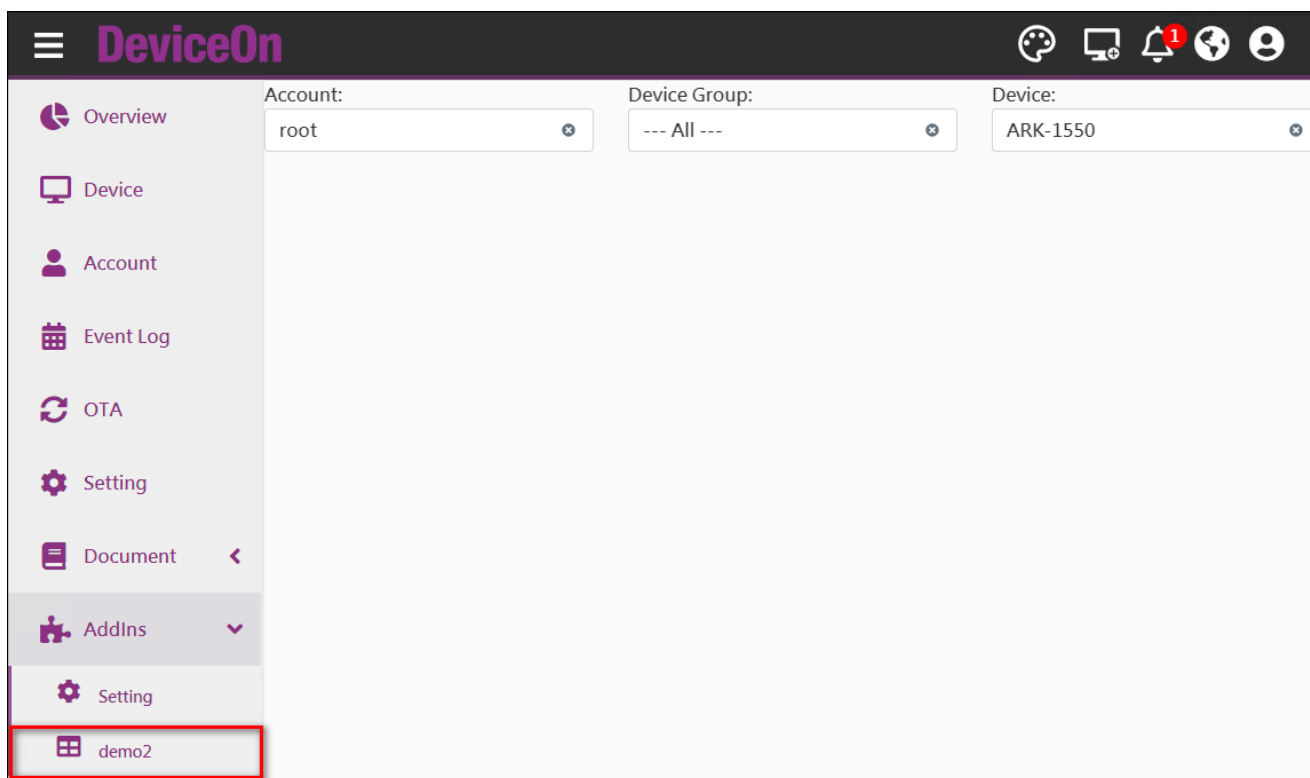 DeviceOn
1
Account: Device Group: Device:
root --- All --- ARK-1550
Overview
Device
Account
Event Log
OTA
Setting
Document
AddIns
Setting
demo2